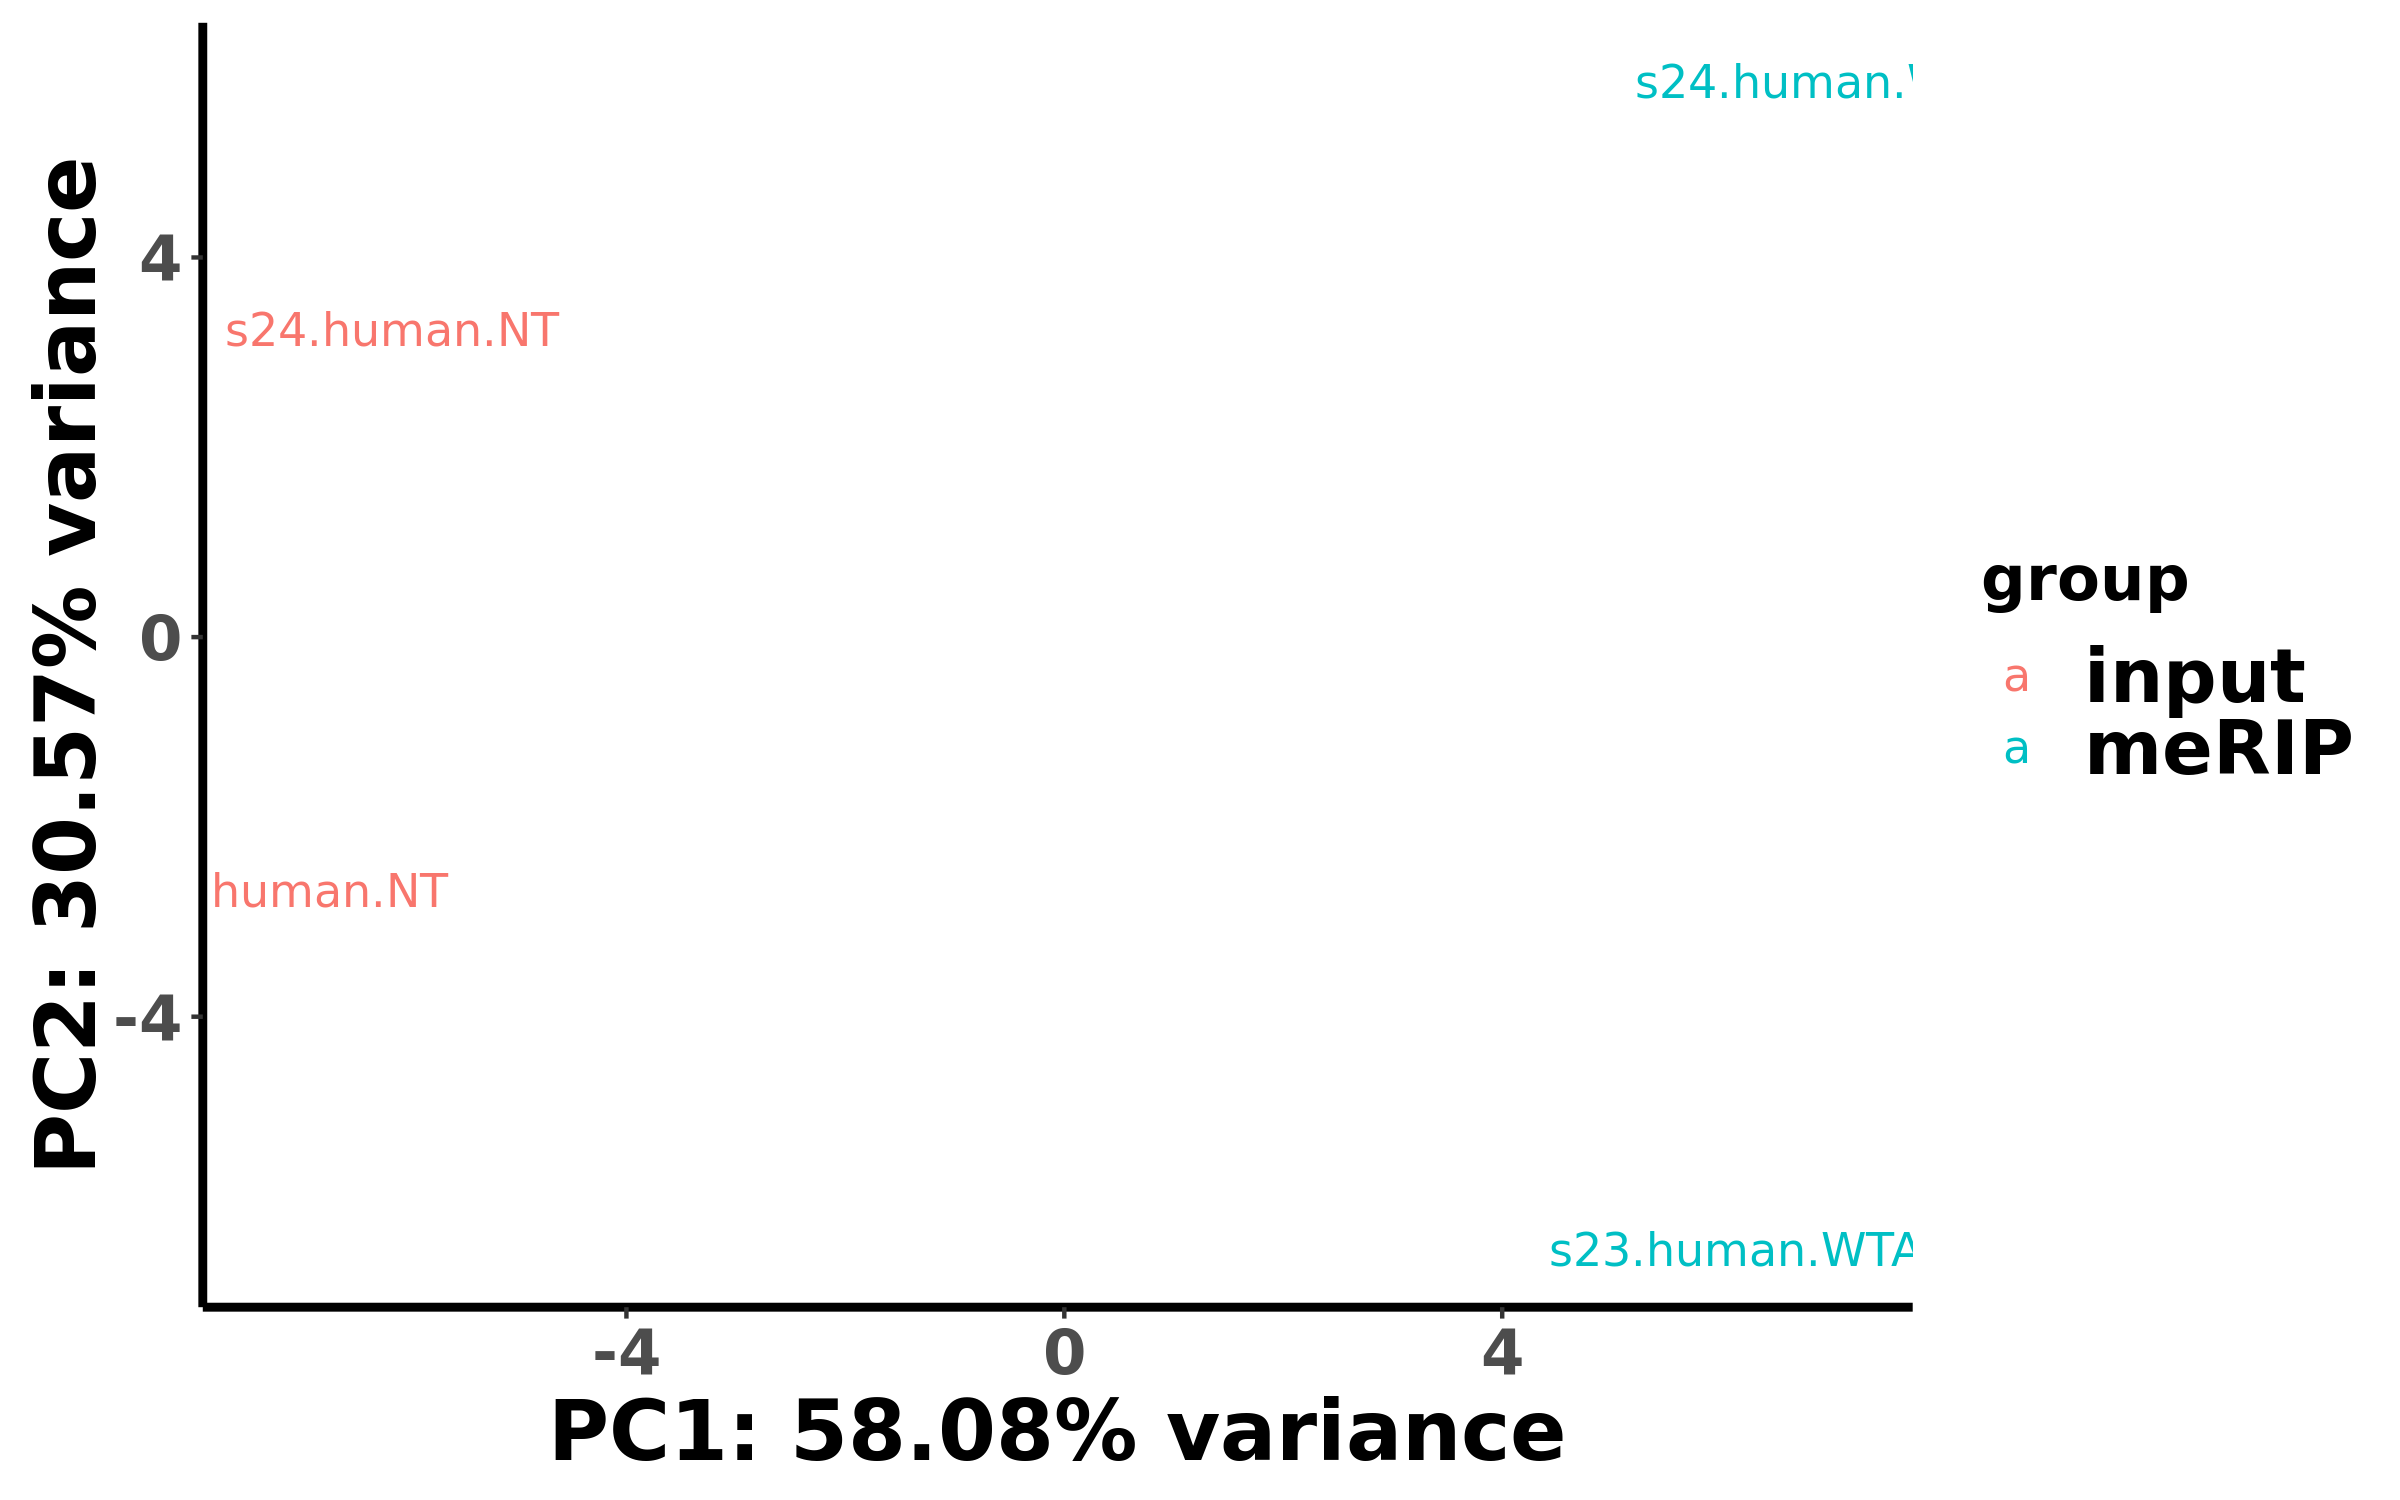 s24.human.
4
s24.human.NT
PC2: 30.57% variance
0
human.NT
-4
s23.human.WTA
-4 0 4
PC1: 58.08% variance
group
a input
a meRIP